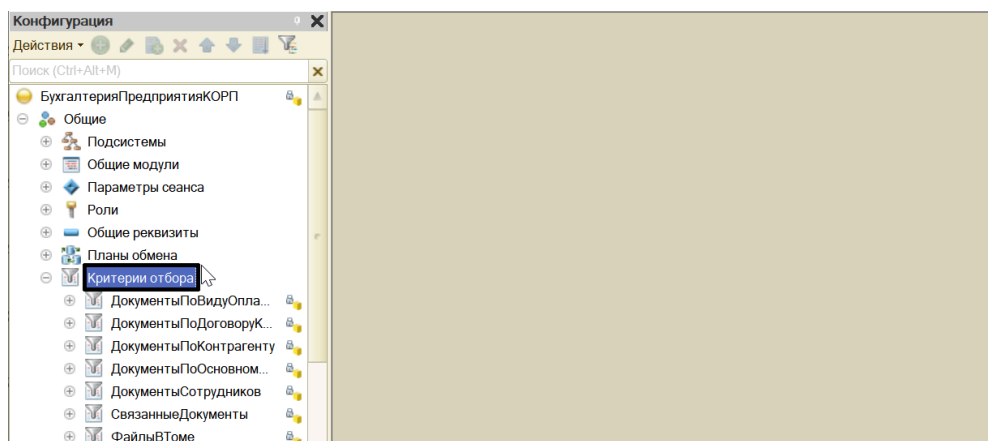 Конфигурация
Действия
Поиск (Ctrl+Alt+M)
БухгалтерияПредприятияКОРП
Общие
Подсистемы
Общие модули
Параметры сеанса
Роли
Общие реквизиты
Планы обмена
Критерии отбора
ДокументыПоВидуОпла...
ДокументыПоДоговоруК...
ДокументыПоКонтрагенту
ДокументыПоОсновном...
ДокументыСотрудников
СвязанныеДокументы
ФайлыВТоме